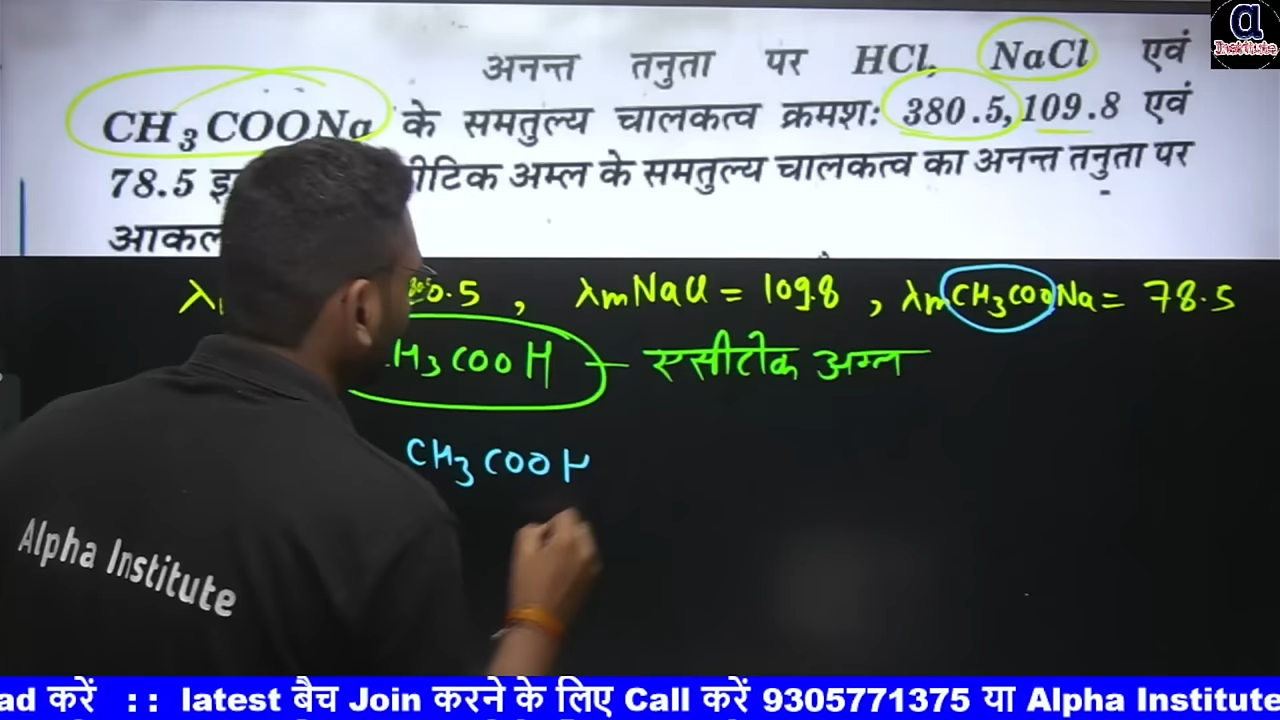 α
Institute
अनन्त तनुता पर HCl, NaCl एवं
CH₃COONa के समतुल्य चालकत्व क्रमशः 380.5, 109.8 एवं
78.5 अम्ल के समतुल्य चालकत्व का अनन्त तनुता पर
λ 0.5 , λmNaCl = 109.8 , λmCH₃COONa = 78.5
H₃COOH — एसीटीक अम्ल
CH₃COOH
Alpha Institute
ad करें :: latest बैच Join करने के लिए Call करें 9305771375 या Alpha Institute